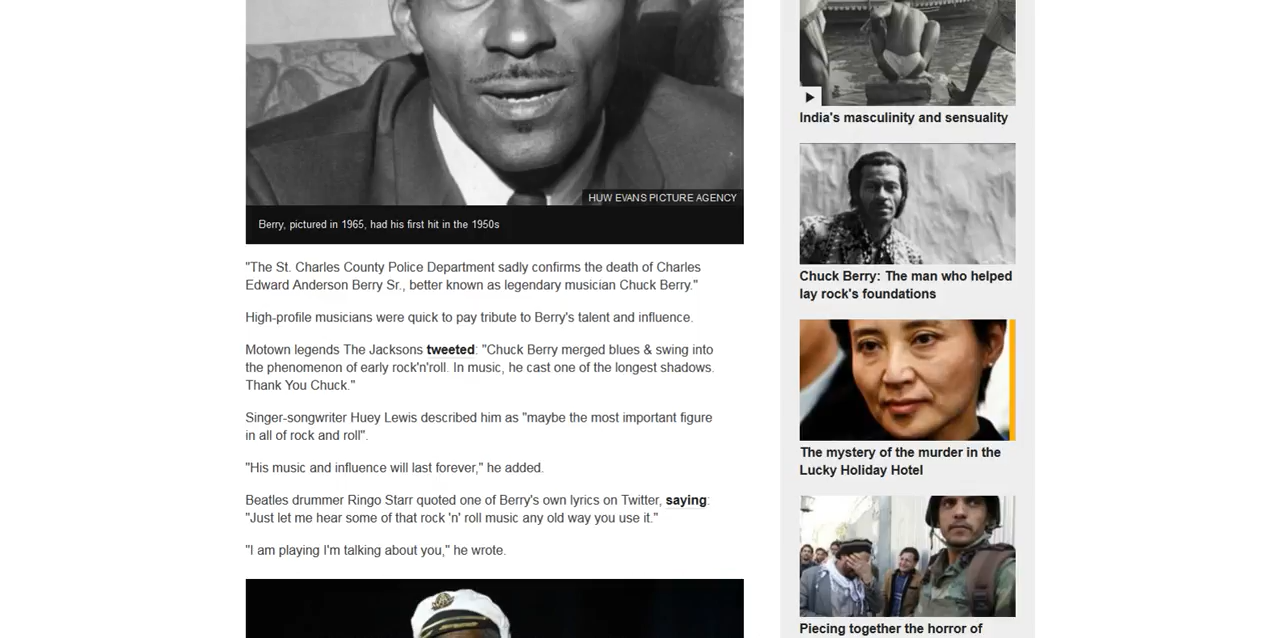 HUW EVANS PICTURE AGENCY
Berry, pictured in 1965, had his first hit in the 1950s
"The St. Charles County Police Department sadly confirms the death of Charles
Edward Anderson Berry Sr., better known as legendary musician Chuck Berry."
High-profile musicians were quick to pay tribute to Berry's talent and influence.
Motown legends The Jacksons tweeted: "Chuck Berry merged blues & swing into
the phenomenon of early rock'n'roll. In music, he cast one of the longest shadows.
Thank You Chuck."
Singer-songwriter Huey Lewis described him as "maybe the most important figure
in all of rock and roll".
"His music and influence will last forever," he added.
Beatles drummer Ringo Starr quoted one of Berry's own lyrics on Twitter, saying:
"Just let me hear some of that rock 'n' roll music any old way you use it."
"I am playing I'm talking about you," he wrote.
India's masculinity and sensuality
Chuck Berry: The man who helped
lay rock's foundations
The mystery of the murder in the
Lucky Holiday Hotel
Piecing together the horror of